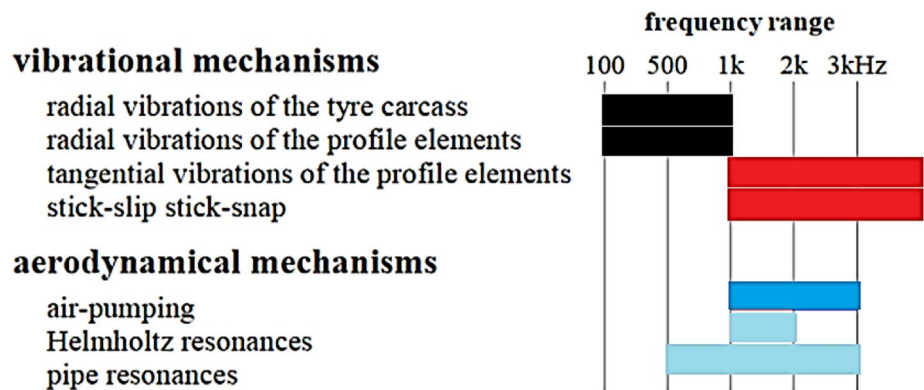 frequency range
vibrational mechanisms
100 500 1k 2k 3kHz
radial vibrations of the tyre carcass
radial vibrations of the profile elements
tangential vibrations of the profile elements
stick-slip stick-snap
aerodynamical mechanisms
air-pumping
Helmholtz resonances
pipe resonances